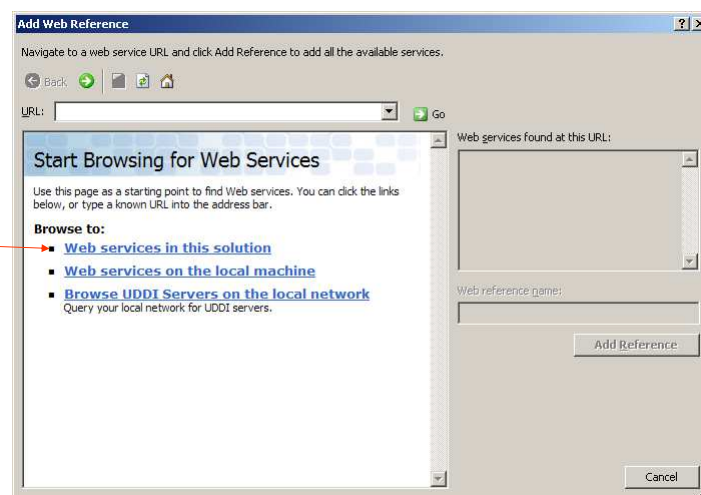 Add Web Reference
Navigate to a web service URL and click Add Reference to add all the available services.
Back
URL:
Go
Start Browsing for Web Services
Use this page as a starting point to find Web services. You can click the links
below, or type a known URL into the address bar.
Browse to:
Web services in this solution
Web services on the local machine
Browse UDDI Servers on the local network
Query your local network for UDDI servers.
Web services found at this URL:
Web reference name:
Add Reference
Cancel